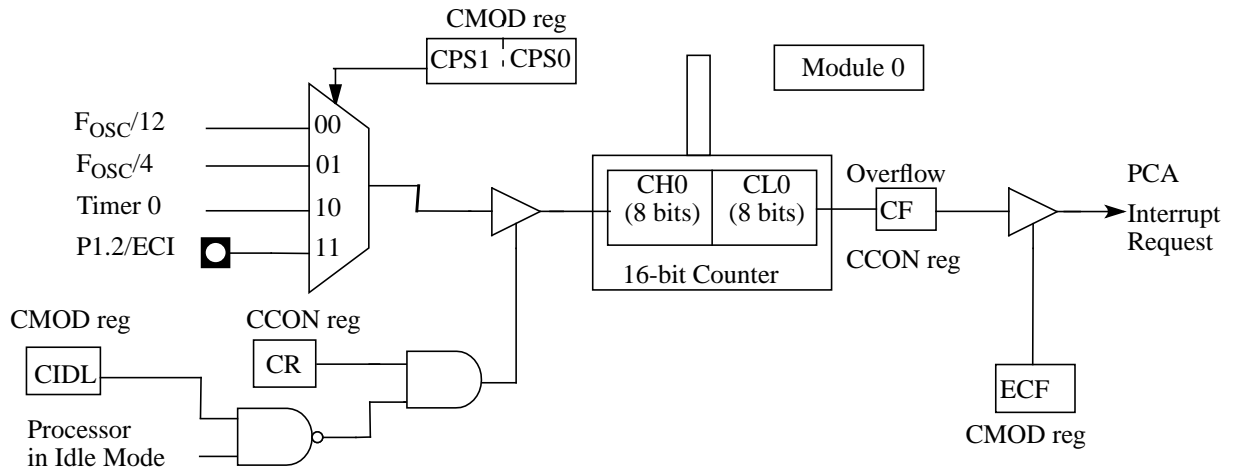 CMOD reg
CPS1 CPS0
Module 0
F_OSC/12
00
F_OSC/4
01
Timer 0
10
P1.2/ECI
11
CH0
(8 bits)
CL0
(8 bits)
16-bit Counter
Overflow
CF
CCON reg
PCA
Interrupt
Request
CMOD reg
CIDL
CCON reg
CR
Processor
in Idle Mode
ECF
CMOD reg